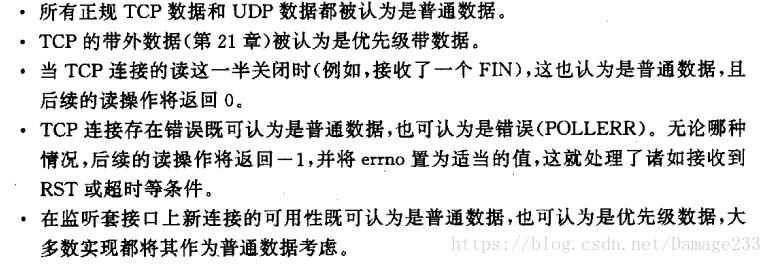 · 所有正规 TCP 数据和 UDP 数据都被认为是普通数据。
· TCP 的带外数据(第 21 章)被认为是优先级带数据。
· 当 TCP 连接的读这一半关闭时(例如,接收了一个 FIN),这也认为是普通数据,且
后续的读操作将返回 0。
· TCP 连接存在错误既可认为是普通数据,也可认为是错误(POLLERR)。无论哪种
情况,后续的读操作将返回-1,并将 errno 置为适当的值,这就处理了诸如接收到
RST 或超时等条件。
· 在监听套接口上新连接的可用性既可认为是普通数据,也可认为是优先级数据,大
多数实现都将其作为普通数据考虑。
https://blog.csdn.net/Damage233